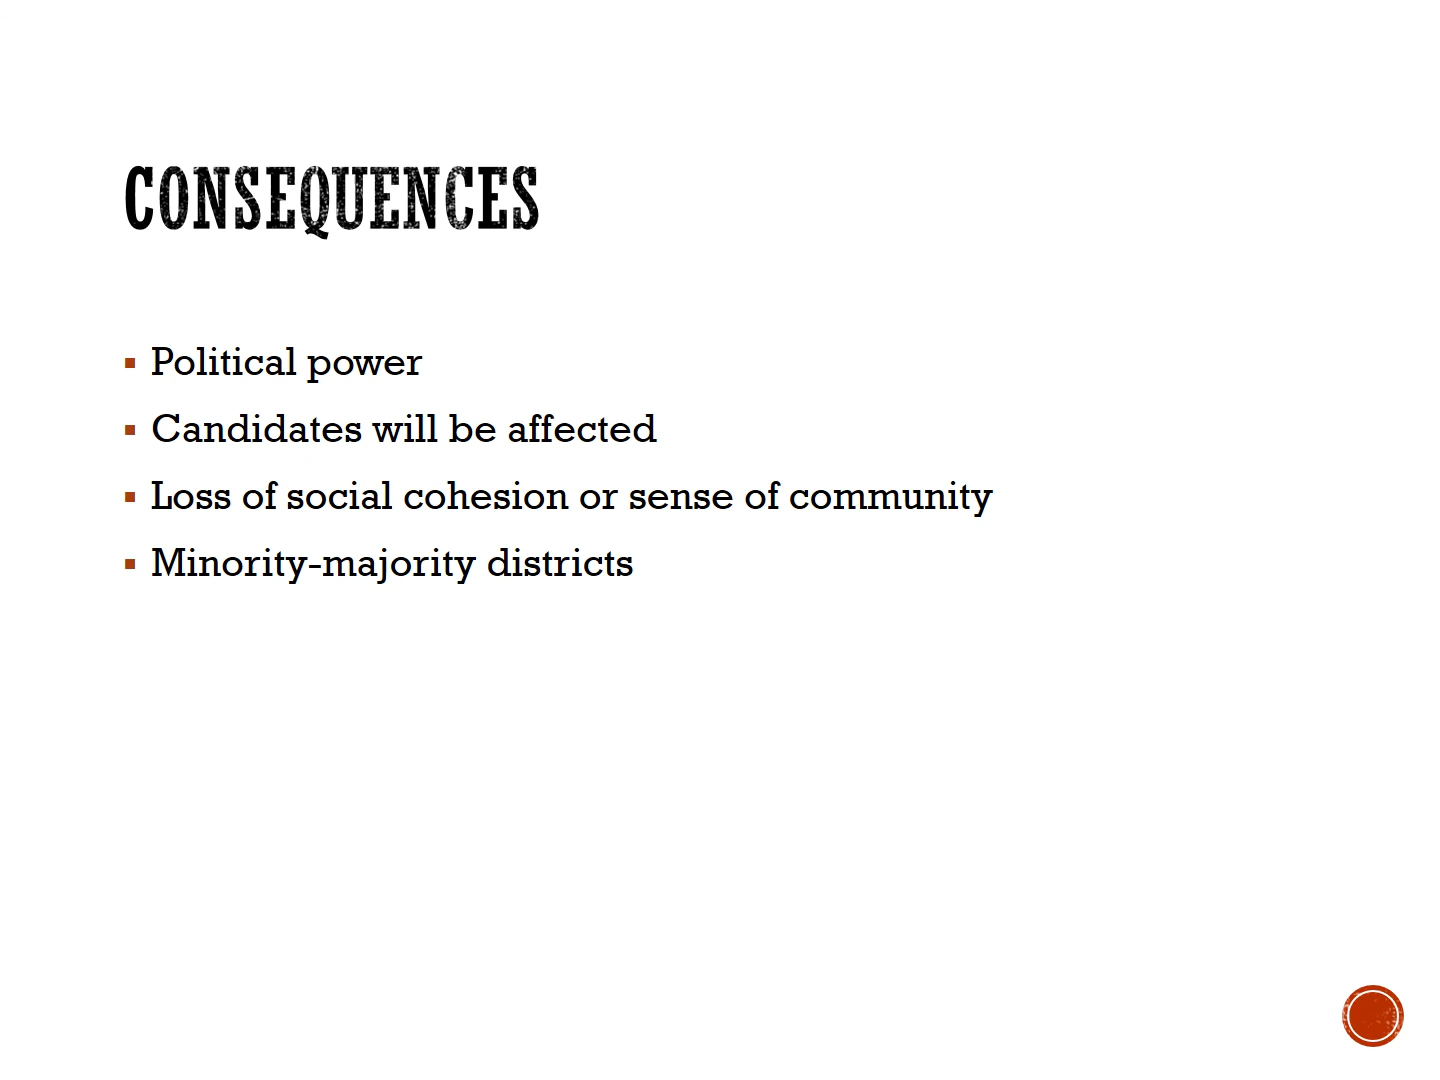 CONSEQUENCES
▪ Political power
▪ Candidates will be affected
▪ Loss of social cohesion or sense of community
▪ Minority-majority districts